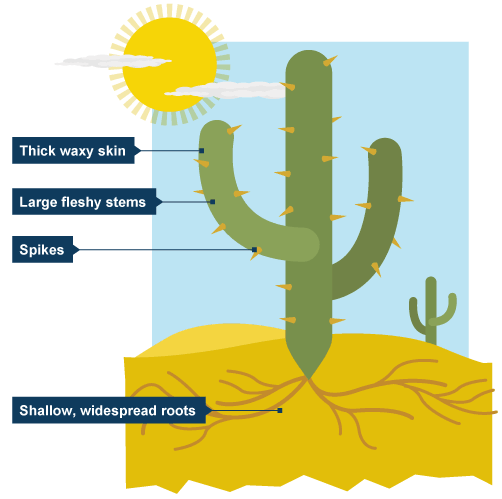 Thick waxy skin
Large fleshy stems
Spikes
Shallow, widespread roots